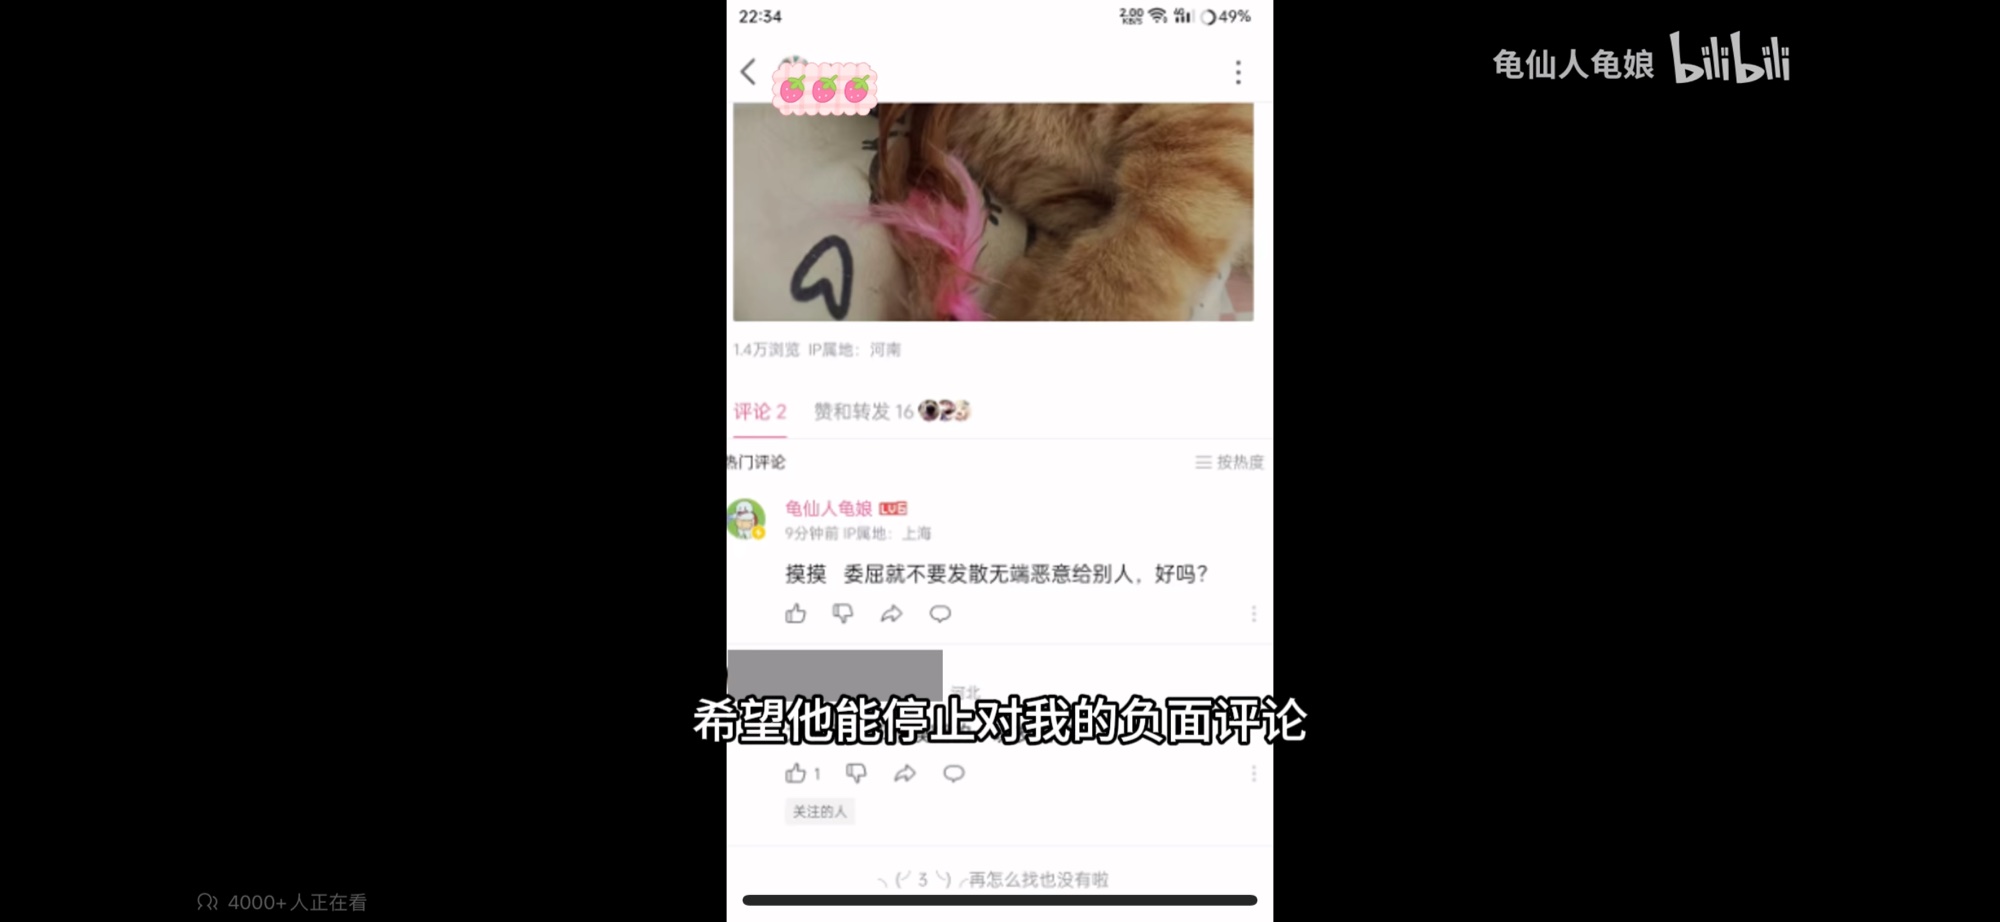 22:34
2.00 KB/S 4G 49%
龟仙人龟娘 bilibili
1.4万浏览 IP属地：河南
评论 2 赞和转发 16
热门评论 按热度
龟仙人龟娘 LV6
9分钟前 IP属地：上海
摸摸 委屈就不要发散无端恶意给别人，好吗？
河北
希望他能停止对我的负面评论
1
关注的人
╮(╯3╰)╭再怎么找也没有啦
4000+人正在看